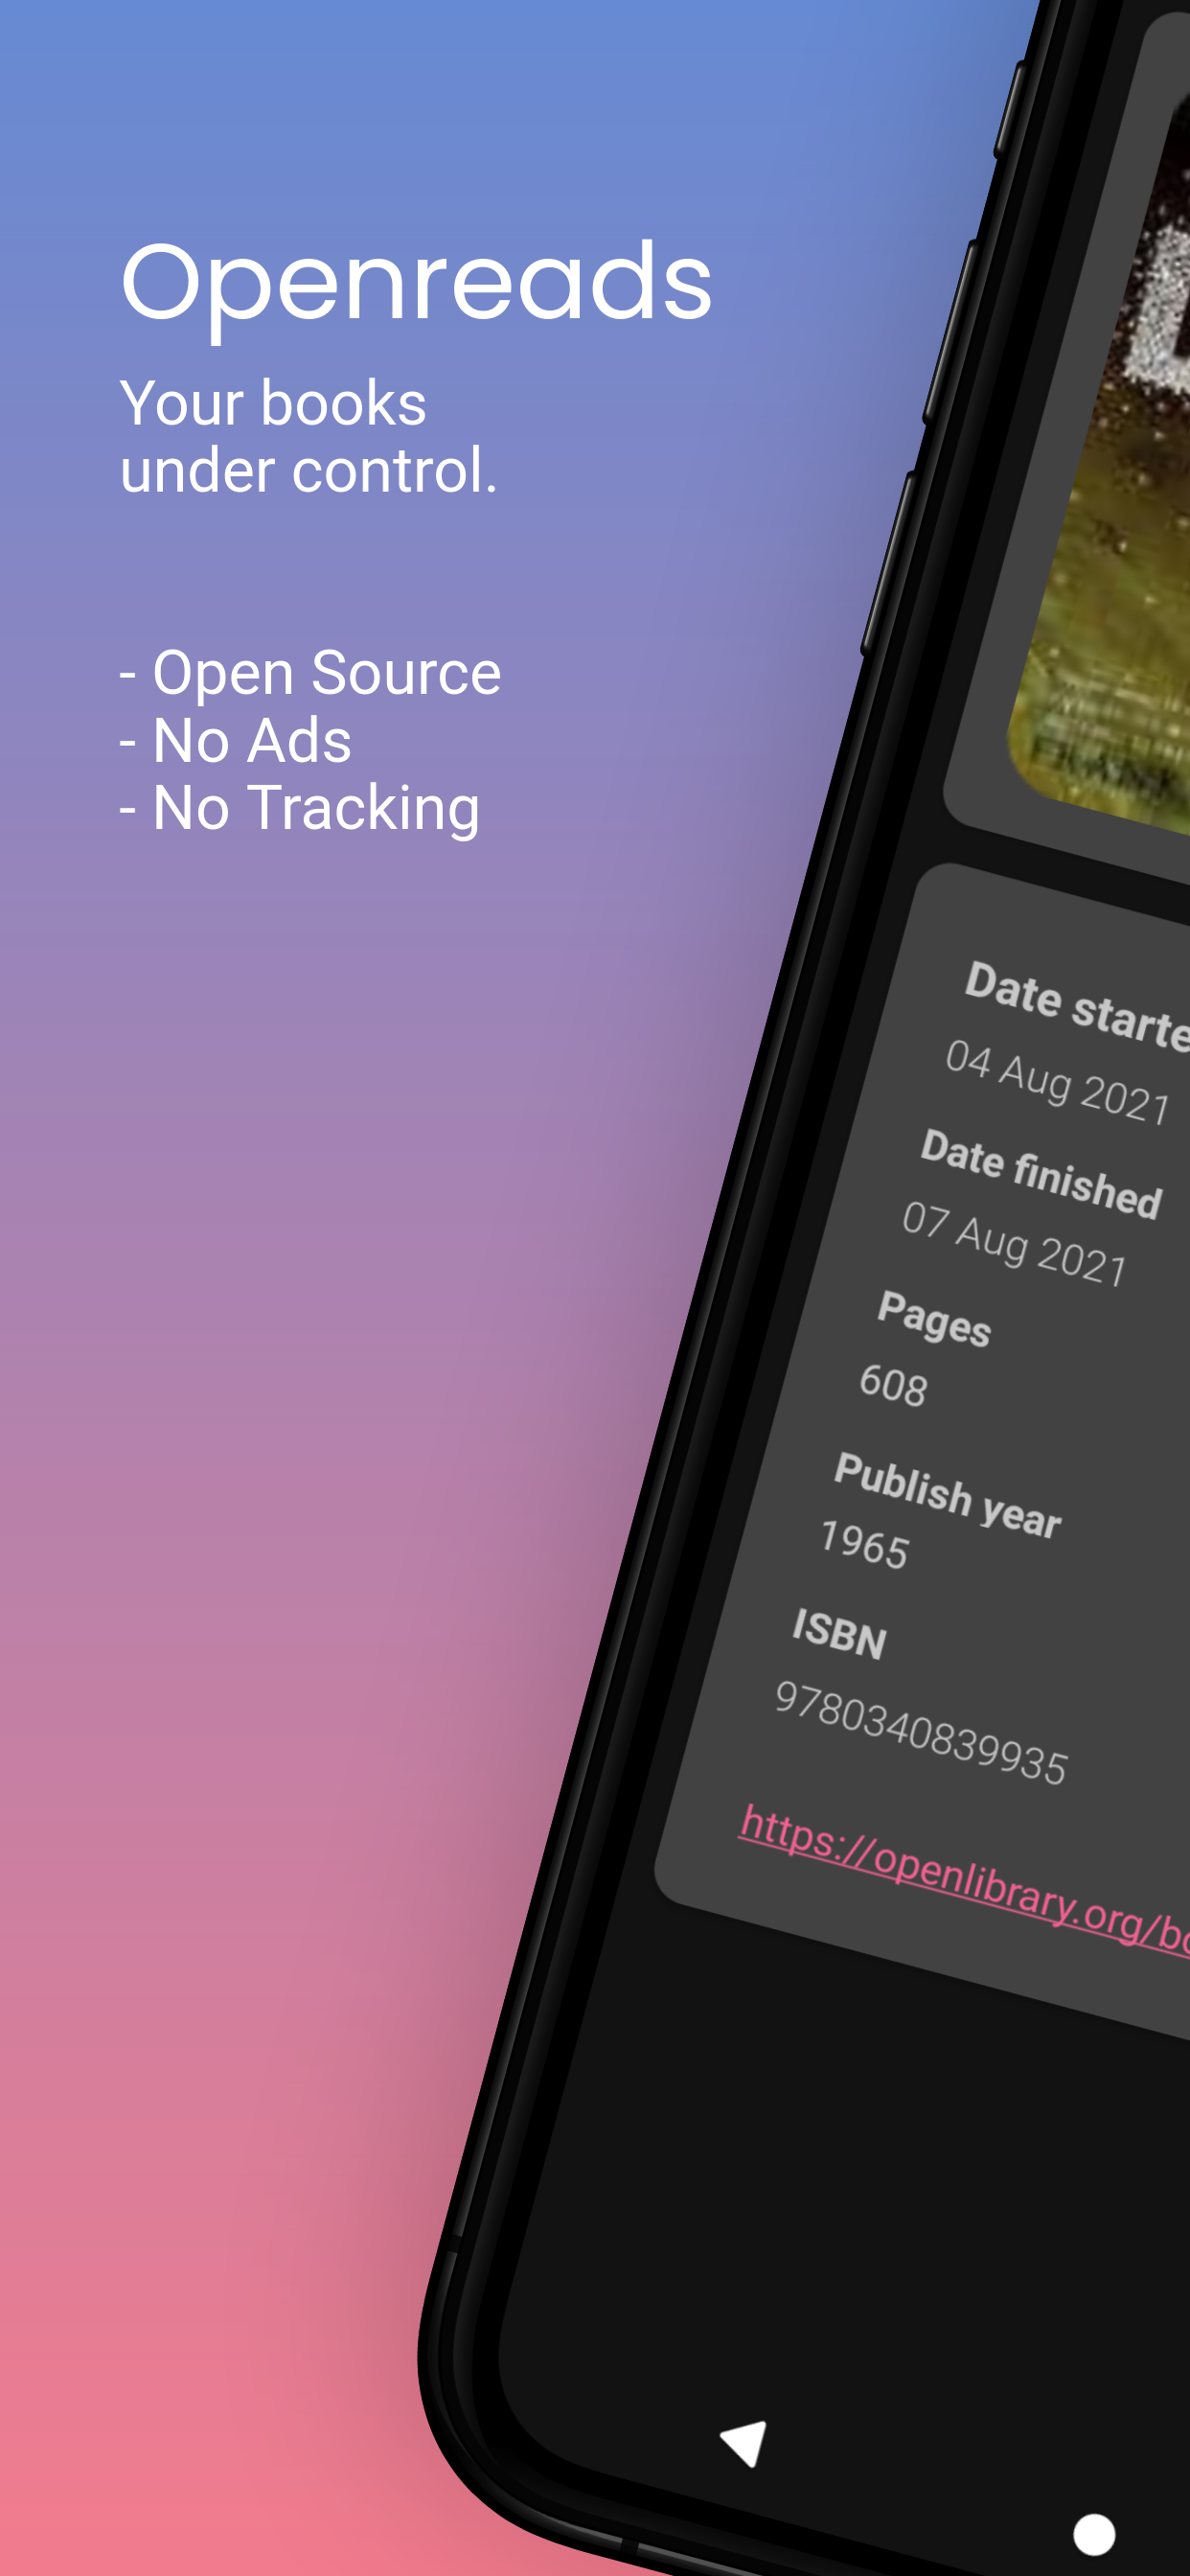 Openreads
Your books
under control.
- Open Source
- No Ads
- No Tracking
Date starte
04 Aug 2021
Date finished
07 Aug 2021
Pages
608
Publish year
1965
ISBN
9780340839935
https://openlibrary.org/bo